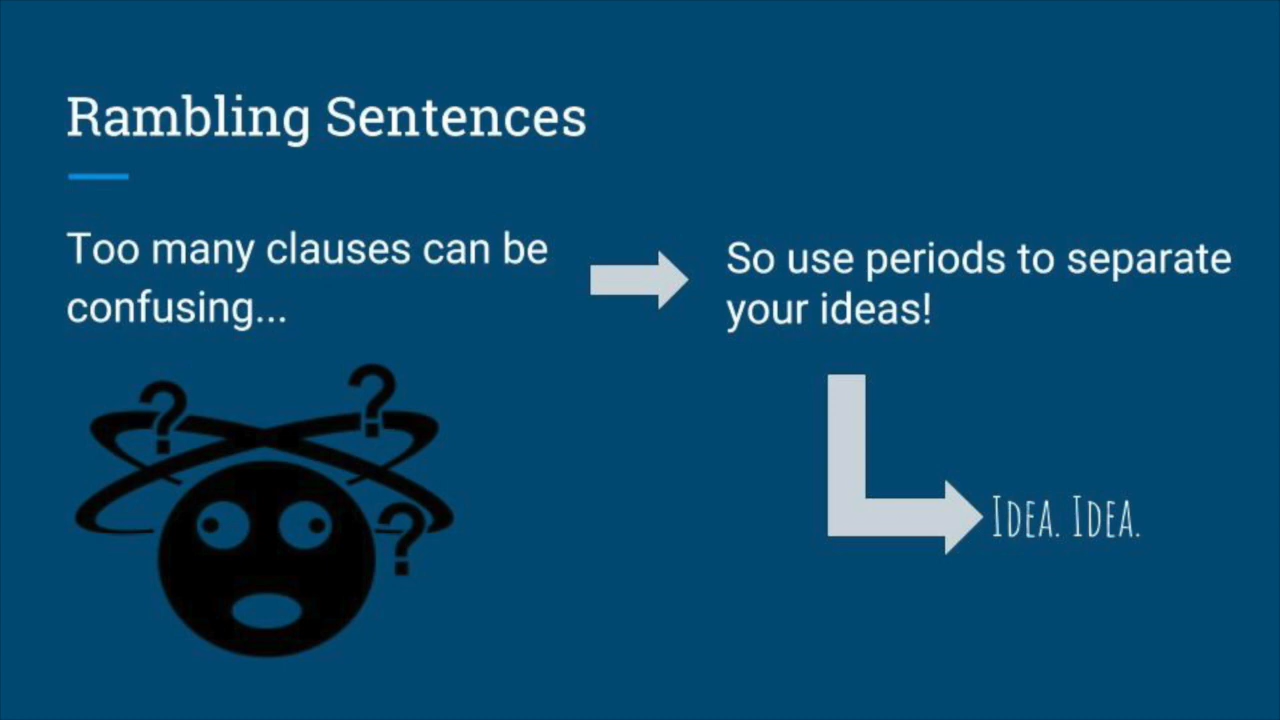 Rambling Sentences
Too many clauses can be
confusing...
So use periods to separate
your ideas!
? ? ?
IDEA. IDEA.